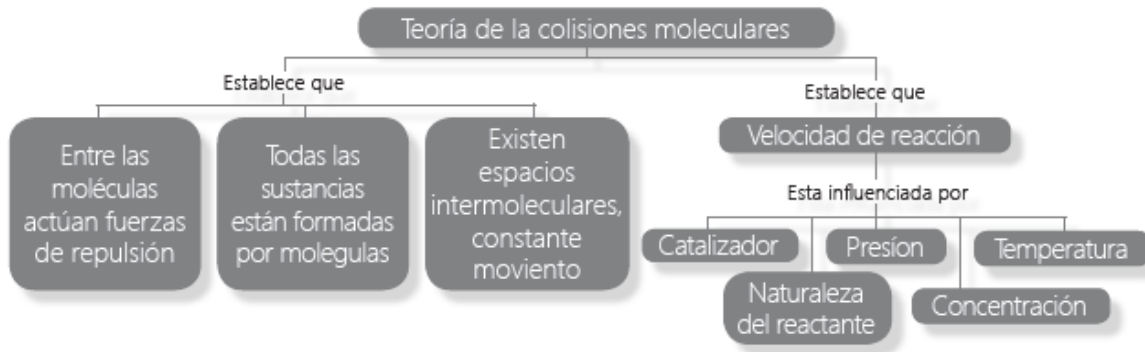 Teoría de la colisiones moleculares
Establece que
Entre las
moléculas
actúan fuerzas
de repulsión
Todas las
sustancias
están formadas
por molegulas
Existen
espacios
intermoleculares,
constante
moviento
Establece que
Velocidad de reacción
Esta influenciada por
Catalizador
Presíon
Temperatura
Naturaleza
del reactante
Concentración